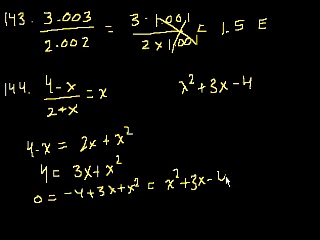 143. 3.003 / 2.002 = 3·1001 / 2×1001 = 1.5 E
144. 4-x / 2+x = x
x² + 3x - 4
4-x = 2x + x²
4 = 3x + x²
0 = -4 + 3x + x² = x² + 3x - 4